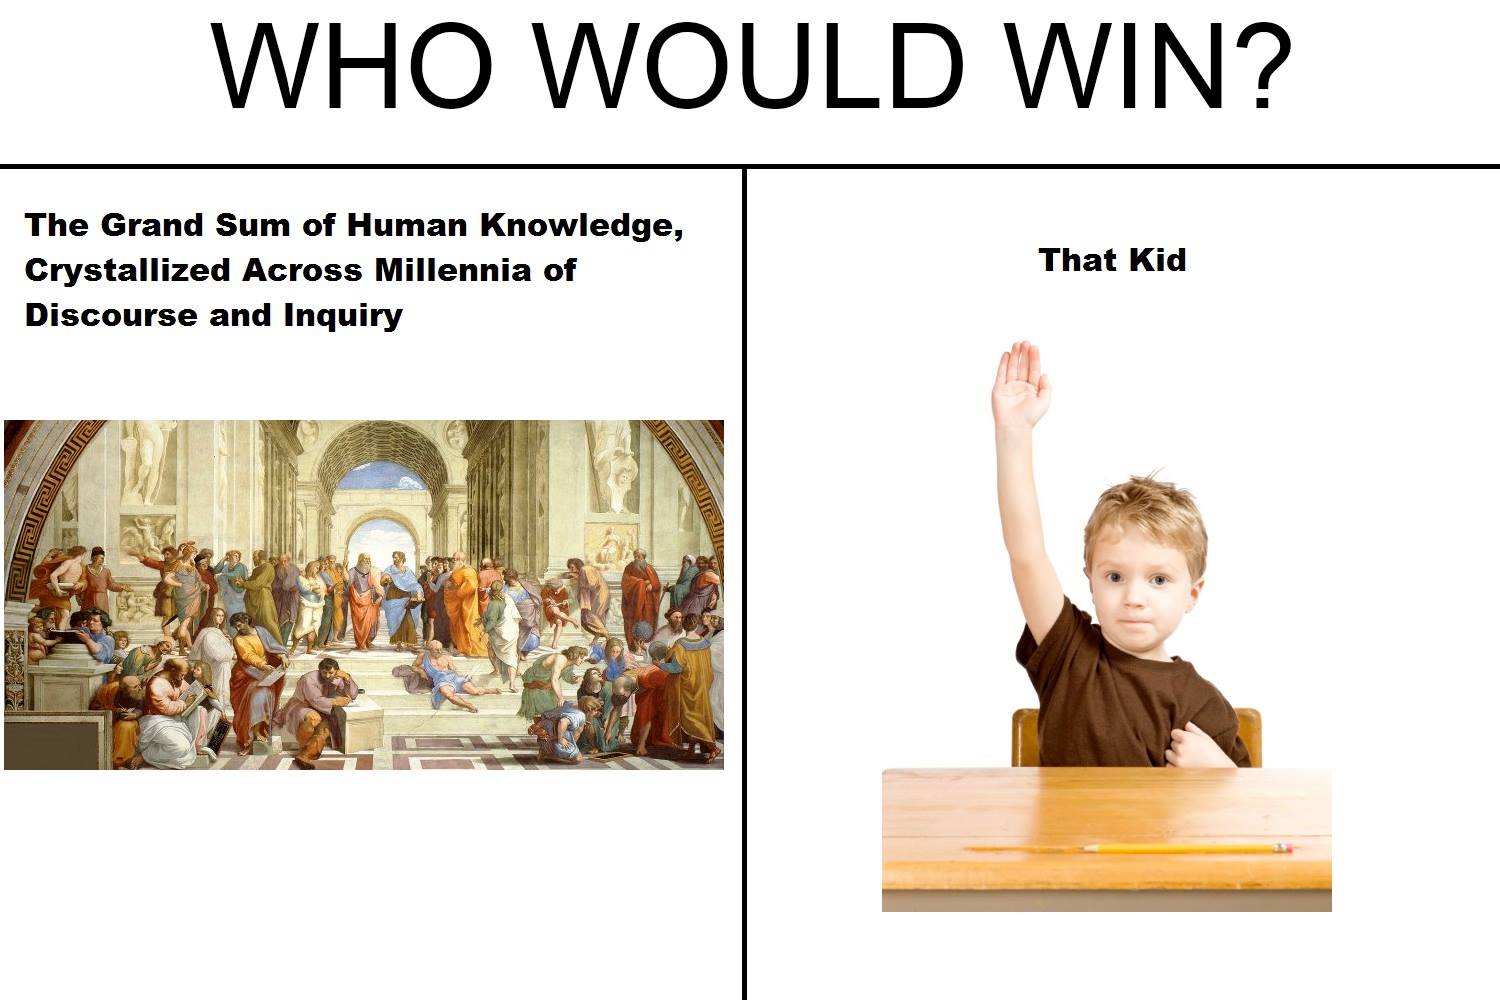 WHO WOULD WIN?
The Grand Sum of Human Knowledge,
Crystallized Across Millennia of
Discourse and Inquiry
That Kid